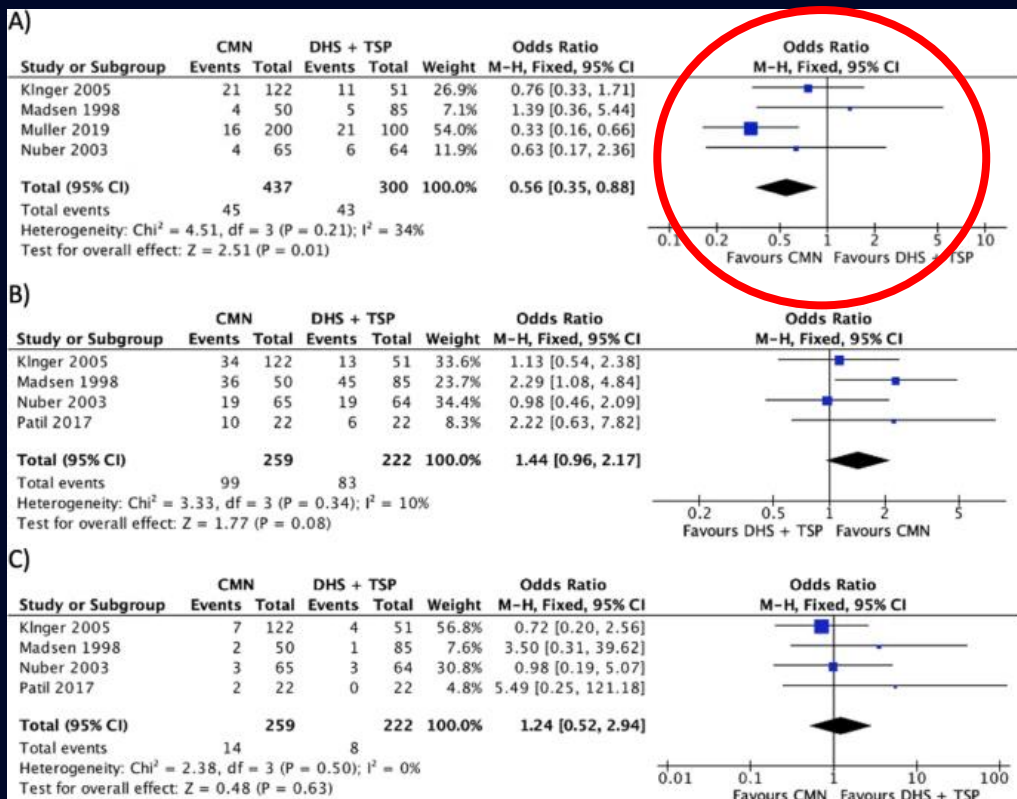 A)
CMN DHS + TSP Odds Ratio Odds Ratio
Study or Subgroup Events Total Events Total Weight M-H, Fixed, 95% CI M-H, Fixed, 95% CI
KInger 2005 21 122 11 51 26.9% 0.76 [0.33, 1.71]
Madsen 1998 4 50 5 85 7.1% 1.39 [0.36, 5.44]
Muller 2019 16 200 21 100 54.0% 0.33 [0.16, 0.66]
Nuber 2003 4 65 6 64 11.9% 0.63 [0.17, 2.36]
Total (95% CI) 437 300 100.0% 0.56 [0.35, 0.88]
Total events 45 43
Heterogeneity: Chi² = 4.51, df = 3 (P = 0.21); I² = 34%
Test for overall effect: Z = 2.51 (P = 0.01)
0.1 0.2 0.5 1 2 5 10
Favours CMN Favours DHS + TSP
B)
CMN DHS + TSP Odds Ratio Odds Ratio
Study or Subgroup Events Total Events Total Weight M-H, Fixed, 95% CI M-H, Fixed, 95% CI
KInger 2005 34 122 13 51 33.6% 1.13 [0.54, 2.38]
Madsen 1998 36 50 45 85 23.7% 2.29 [1.08, 4.84]
Nuber 2003 19 65 19 64 34.4% 0.98 [0.46, 2.09]
Patil 2017 10 22 6 22 8.3% 2.22 [0.63, 7.82]
Total (95% CI) 259 222 100.0% 1.44 [0.96, 2.17]
Total events 99 83
Heterogeneity: Chi² = 3.33, df = 3 (P = 0.34); I² = 10%
Test for overall effect: Z = 1.77 (P = 0.08)
0.2 0.5 1 2 5
Favours DHS + TSP Favours CMN
C)
CMN DHS + TSP Odds Ratio Odds Ratio
Study or Subgroup Events Total Events Total Weight M-H, Fixed, 95% CI M-H, Fixed, 95% CI
KInger 2005 7 122 4 51 56.8% 0.72 [0.20, 2.56]
Madsen 1998 2 50 1 85 7.6% 3.50 [0.31, 39.62]
Nuber 2003 3 65 3 64 30.8% 0.98 [0.19, 5.07]
Patil 2017 2 22 0 22 4.8% 5.49 [0.25, 121.18]
Total (95% CI) 259 222 100.0% 1.24 [0.52, 2.94]
Total events 14 8
Heterogeneity: Chi² = 2.38, df = 3 (P = 0.50); I² = 0%
Test for overall effect: Z = 0.48 (P = 0.63)
0.01 0.1 1 10 100
Favours CMN Favours DHS + TSP